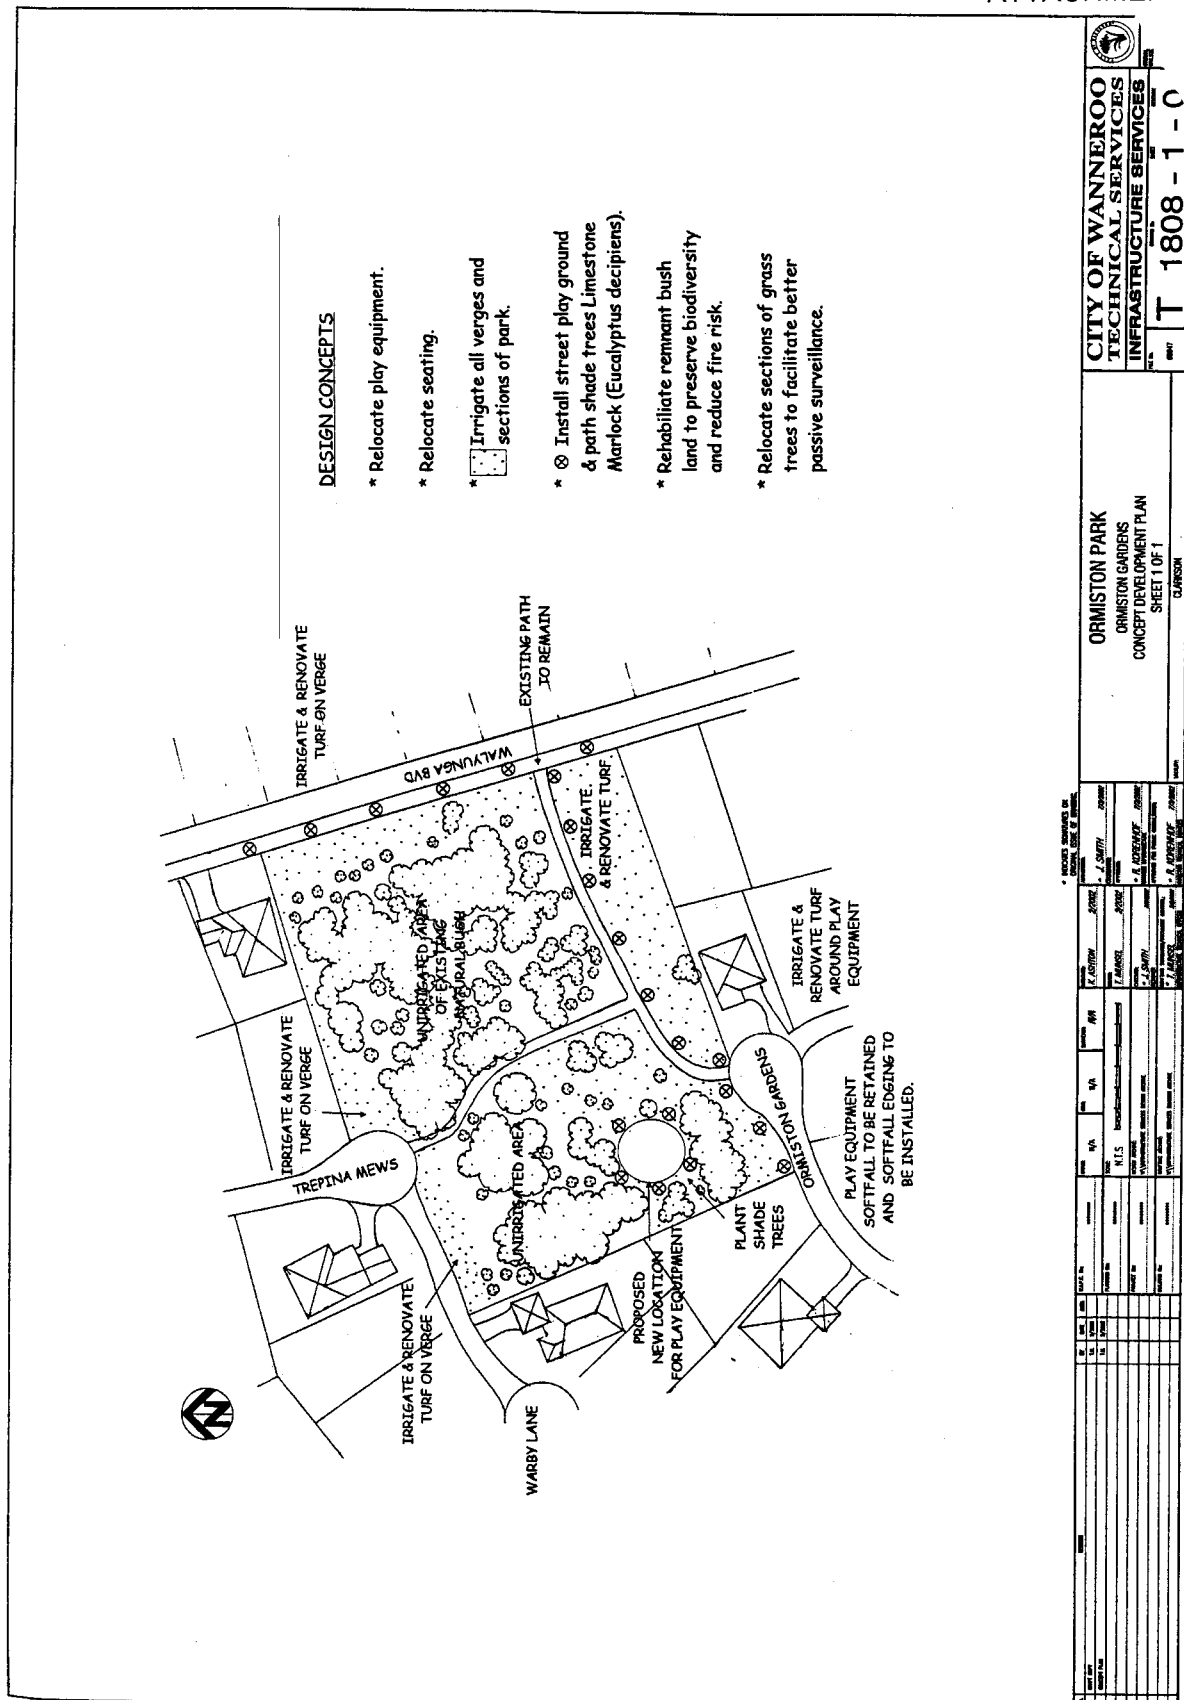 DESIGN CONCEPTS
* Relocate play equipment.
* Relocate seating.
* Irrigate all verges and
sections of park.
* ⊗ Install street play ground
& path shade trees Limestone
Marlock (Eucalyptus decipiens).
* Rehabiliate remnant bush
land to preserve biodiversity
and reduce fire risk.
* Relocate sections of grass
trees to facilitate better
passive surveillance.
IRRIGATE & RENOVATE
TURF ON VERGE
WALYUNGA BVD
EXISTING PATH
TO REMAIN
IRRIGATE
& RENOVATE TURF
UNIRRIGATED AREA
OF EXISTING
NATURAL BUSH
IRRIGATE & RENOVATE
TURF ON VERGE
TREPINA MEWS
UNIRRIGATED AREA
IRRIGATE &
RENOVATE TURF
AROUND PLAY
EQUIPMENT
ORMISTON GARDENS
PLAY EQUIPMENT
SOFTFALL TO BE RETAINED
AND SOFTFALL EDGING TO
BE INSTALLED.
PLANT
SHADE
TREES
PROPOSED
NEW LOCATION
FOR PLAY EQUIPMENT
IRRIGATE & RENOVATE
TURF ON VERGE
WARBY LANE
N
CITY OF WANNEROO
TECHNICAL SERVICES
INFRASTRUCTURE SERVICES
T 1808 - 1 - 0
ORMISTON PARK
ORMISTON GARDENS
CONCEPT DEVELOPMENT PLAN
SHEET 1 OF 1
CLARKSON
K. ASHTON 2/2002
J. SMITH
T. MUNSEL 2/2002
N/A
N/A
N.T.S